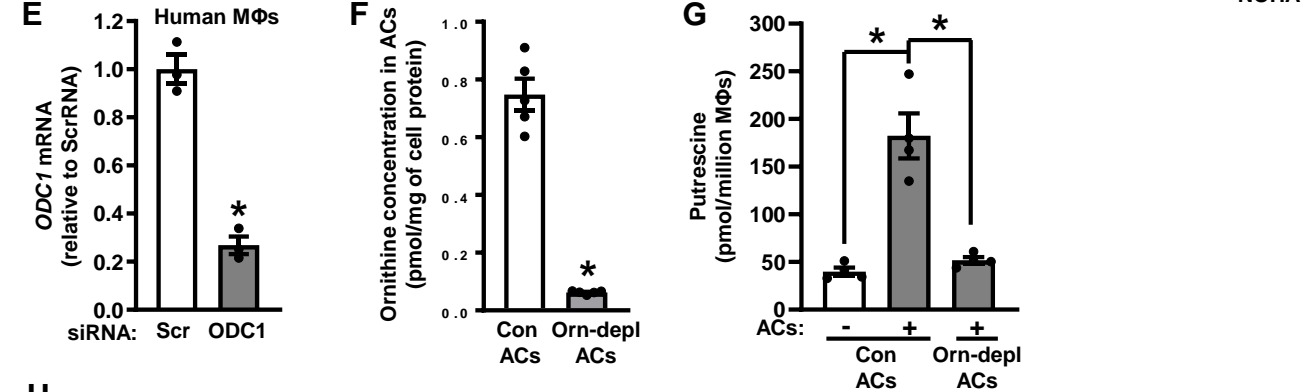 E
Human MΦs
ODC1 mRNA
(relative to ScrRNA)
1.2
1.0
0.8
0.6
0.4
0.2
0.0
*
siRNA: Scr ODC1
F
Ornithine concentration in ACs
(pmol/mg of cell protein)
1.0
0.8
0.6
0.4
0.2
0.0
*
Con Orn-depl
ACs ACs
G
Putrescine
(pmol/million MΦs)
300
250
200
150
100
50
0
* *
ACs: - + +
Con Orn-depl
ACs ACs